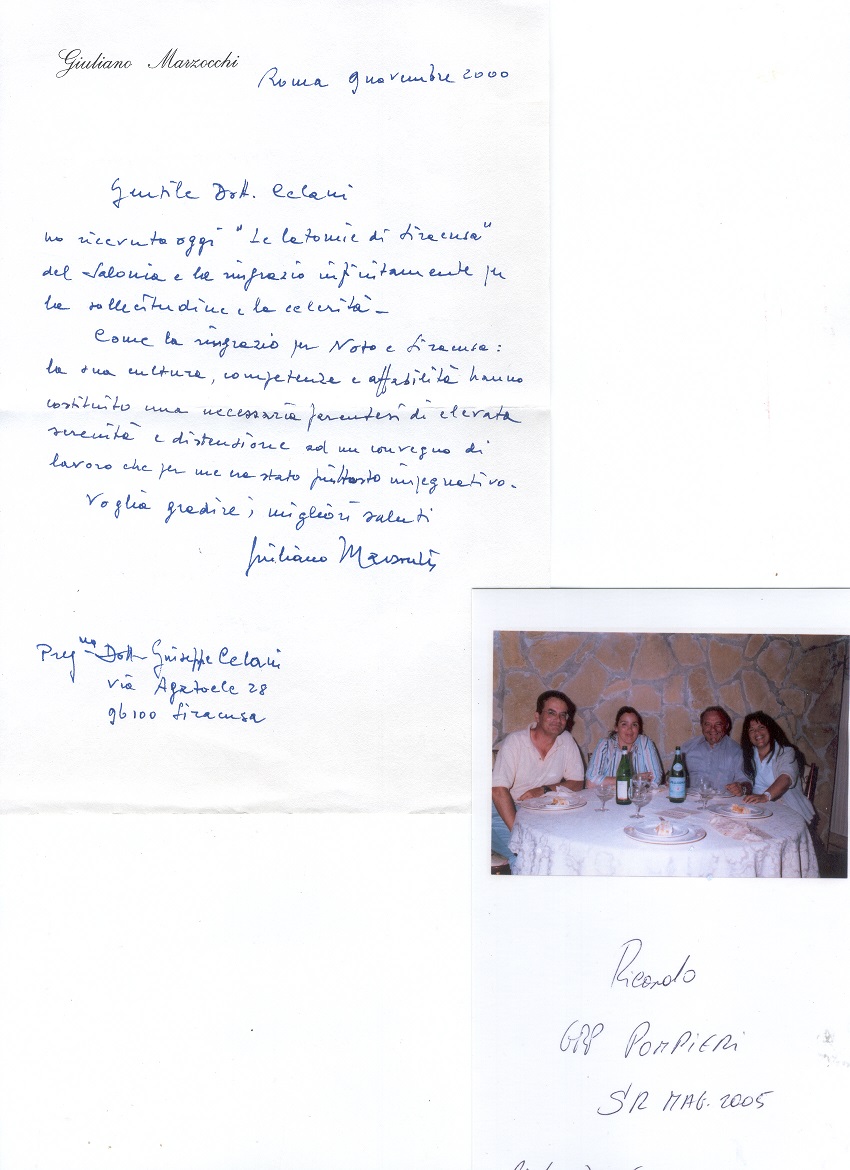 Giuliano Marzocchi
Roma 9 novembre 2000
Gentile Dott. Celani
ho ricevuto oggi "Le latomie di Siracusa"
del Salonia e la ringrazio infinitamente per
la sollecitudine e la celerità -
Come la ringrazio per Noto e Siracusa:
la sua cultura, competenza e affabilità hanno
costituito una necessaria parentesi di elevata
serenità e distensione ad un convegno di
lavoro che per me era stato piuttosto impegnativo.
Voglia gradire i migliori saluti
Giuliano Marzocchi
Preg.mo Dott. Giuseppe Celani
via Agatocle 28
96100 Siracusa
Ricordo
POMPIERI
SR MAG. 2005